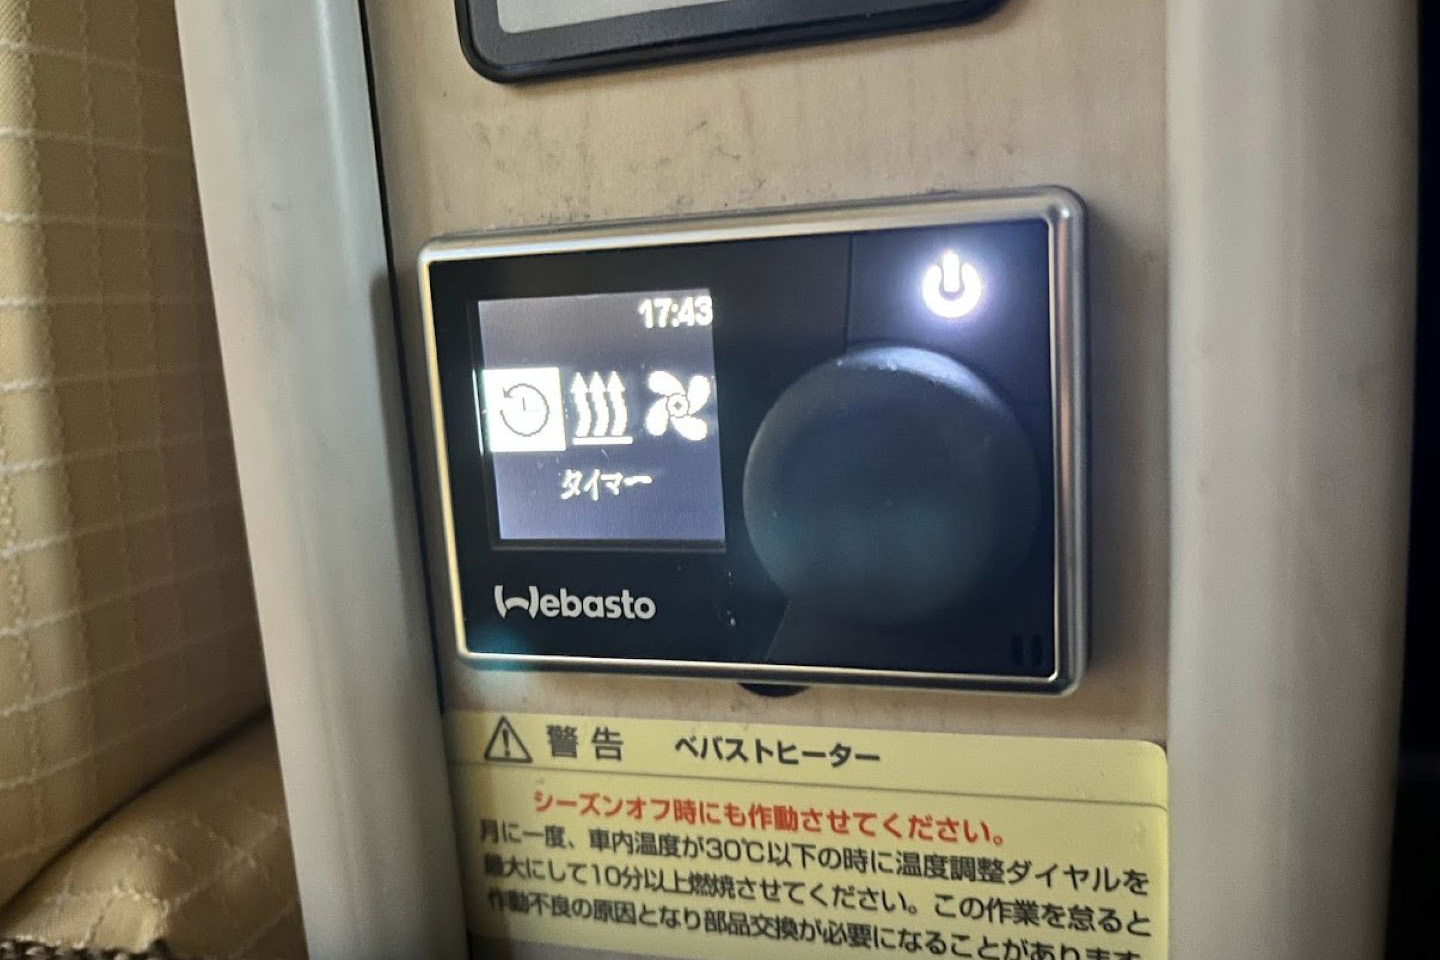 17:43
タイマー
Webasto
警告 ベバストヒーター
シーズンオフ時にも作動させてください。
月に一度、車内温度が30℃以下の時に温度調整ダイヤルを
最大にして10分以上燃焼させてください。この作業を怠ると
作動不良の原因となり部品交換が必要になることがあります